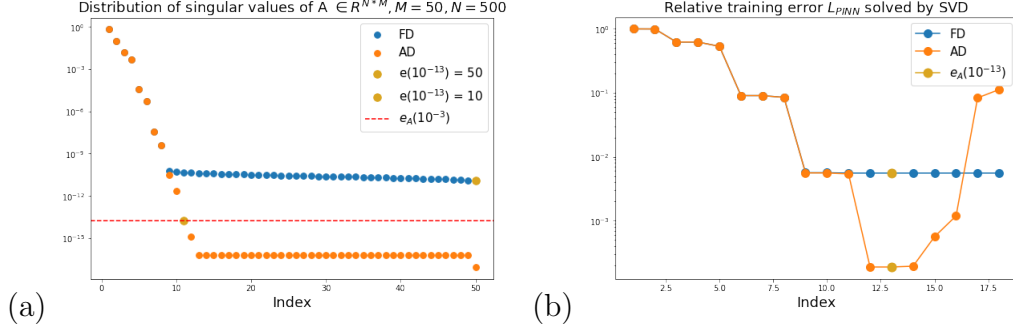 Distribution of singular values of A ∈ R^{N*M}, M = 50, N = 500
10^0
10^{-3}
10^{-6}
10^{-9}
10^{-12}
10^{-15}
FD
AD
e(10^{-13}) = 50
e(10^{-13}) = 10
e_A(10^{-3})
0 10 20 30 40 50
Index
(a)
Relative training error L_{PINN} solved by SVD
10^0
10^{-1}
10^{-2}
10^{-3}
FD
AD
e_A(10^{-13})
2.5 5.0 7.5 10.0 12.5 15.0 17.5
Index
(b)